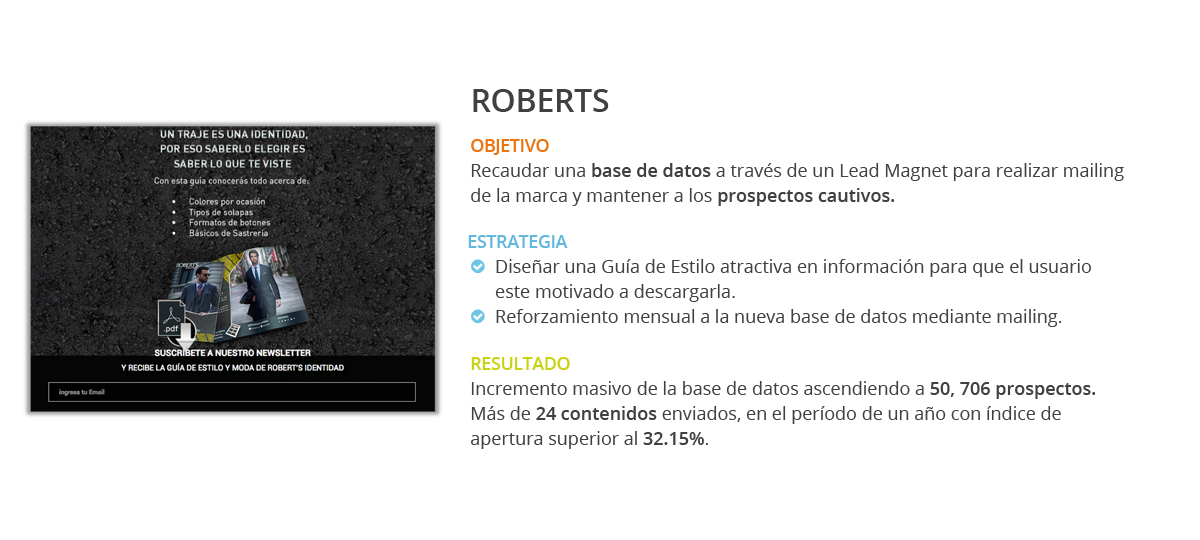 UN TRAJE ES UNA IDENTIDAD,
POR ESO SABERLO ELEGIR ES
SABER LO QUE TE VISTE
Con esta guía conocerás todo acerca de:
• Colores por ocasión
• Tipos de solapas
• Formatos de botones
• Básicos de Sastrería
ROBERT'S
.pdf
SUSCRIBETE A NUESTRO NEWSLETTER
Y RECIBE LA GUÍA DE ESTILO Y MODA DE ROBERT'S IDENTIDAD
ingresa tu Email
ROBERTS
OBJETIVO
Recaudar una base de datos a través de un Lead Magnet para realizar mailing
de la marca y mantener a los prospectos cautivos.
ESTRATEGIA
Diseñar una Guía de Estilo atractiva en información para que el usuario
este motivado a descargarla.
Reforzamiento mensual a la nueva base de datos mediante mailing.
RESULTADO
Incremento masivo de la base de datos ascendiendo a 50, 706 prospectos.
Más de 24 contenidos enviados, en el período de un año con índice de
apertura superior al 32.15%.